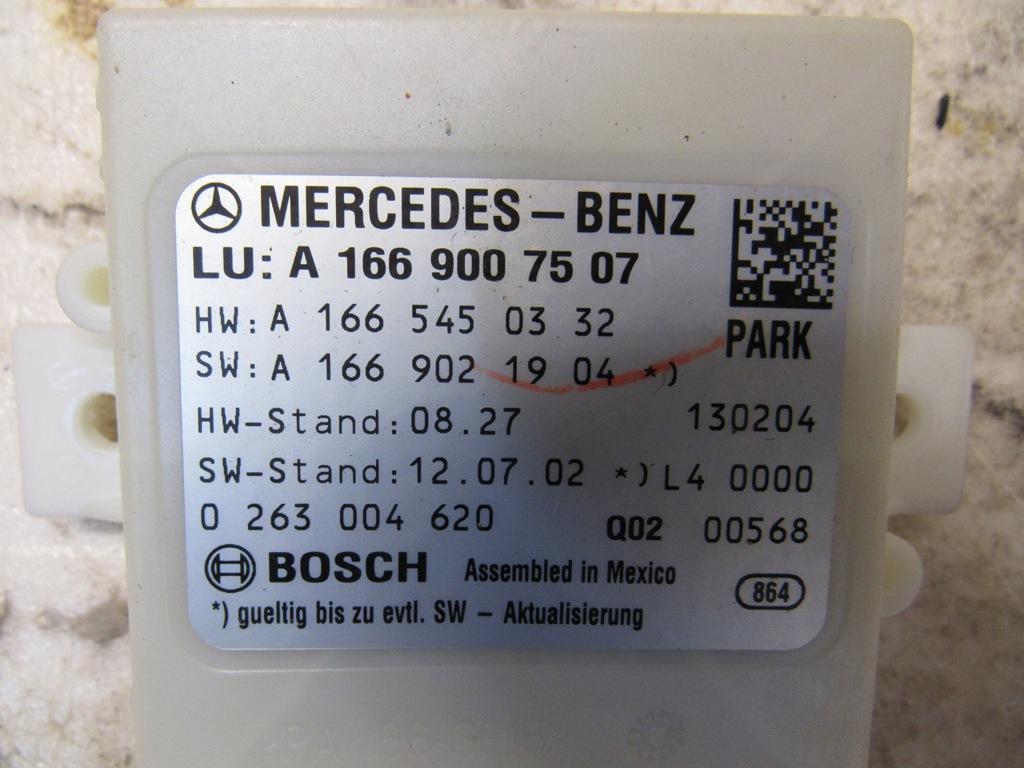 MERCEDES-BENZ
LU: A 166 900 75 07
HW: A 166 545 03 32
PARK
SW: A 166 902 19 04 *)
HW-Stand: 08.27 130204
SW-Stand: 12.07.02 *) L4 0000
0 263 004 620 Q02 00568
BOSCH Assembled in Mexico 864
*) gueltig bis zu evtl. SW - Aktualisierung